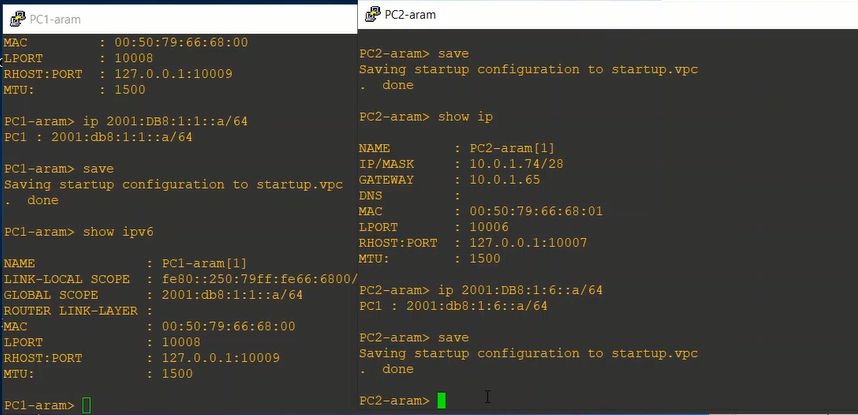 PC1-aram
MAC : 00:50:79:66:68:00
LPORT : 10008
RHOST:PORT : 127.0.0.1:10009
MTU: : 1500
PC1-aram> ip 2001:DB8:1:1::a/64
PC1 : 2001:db8:1:1::a/64
PC1-aram> save
Saving startup configuration to startup.vpc
. done
PC1-aram> show ipv6
NAME : PC1-aram[1]
LINK-LOCAL SCOPE : fe80::250:79ff:fe66:6800/
GLOBAL SCOPE : 2001:db8:1:1::a/64
ROUTER LINK-LAYER :
MAC : 00:50:79:66:68:00
LPORT : 10008
RHOST:PORT : 127.0.0.1:10009
MTU: : 1500
PC1-aram>
PC2-aram
PC2-aram> save
Saving startup configuration to startup.vpc
. done
PC2-aram> show ip
NAME : PC2-aram[1]
IP/MASK : 10.0.1.74/28
GATEWAY : 10.0.1.65
DNS :
MAC : 00:50:79:66:68:01
LPORT : 10006
RHOST:PORT : 127.0.0.1:10007
MTU: : 1500
PC2-aram> ip 2001:DB8:1:6::a/64
PC1 : 2001:db8:1:6::a/64
PC2-aram> save
Saving startup configuration to startup.vpc
. done
PC2-aram>